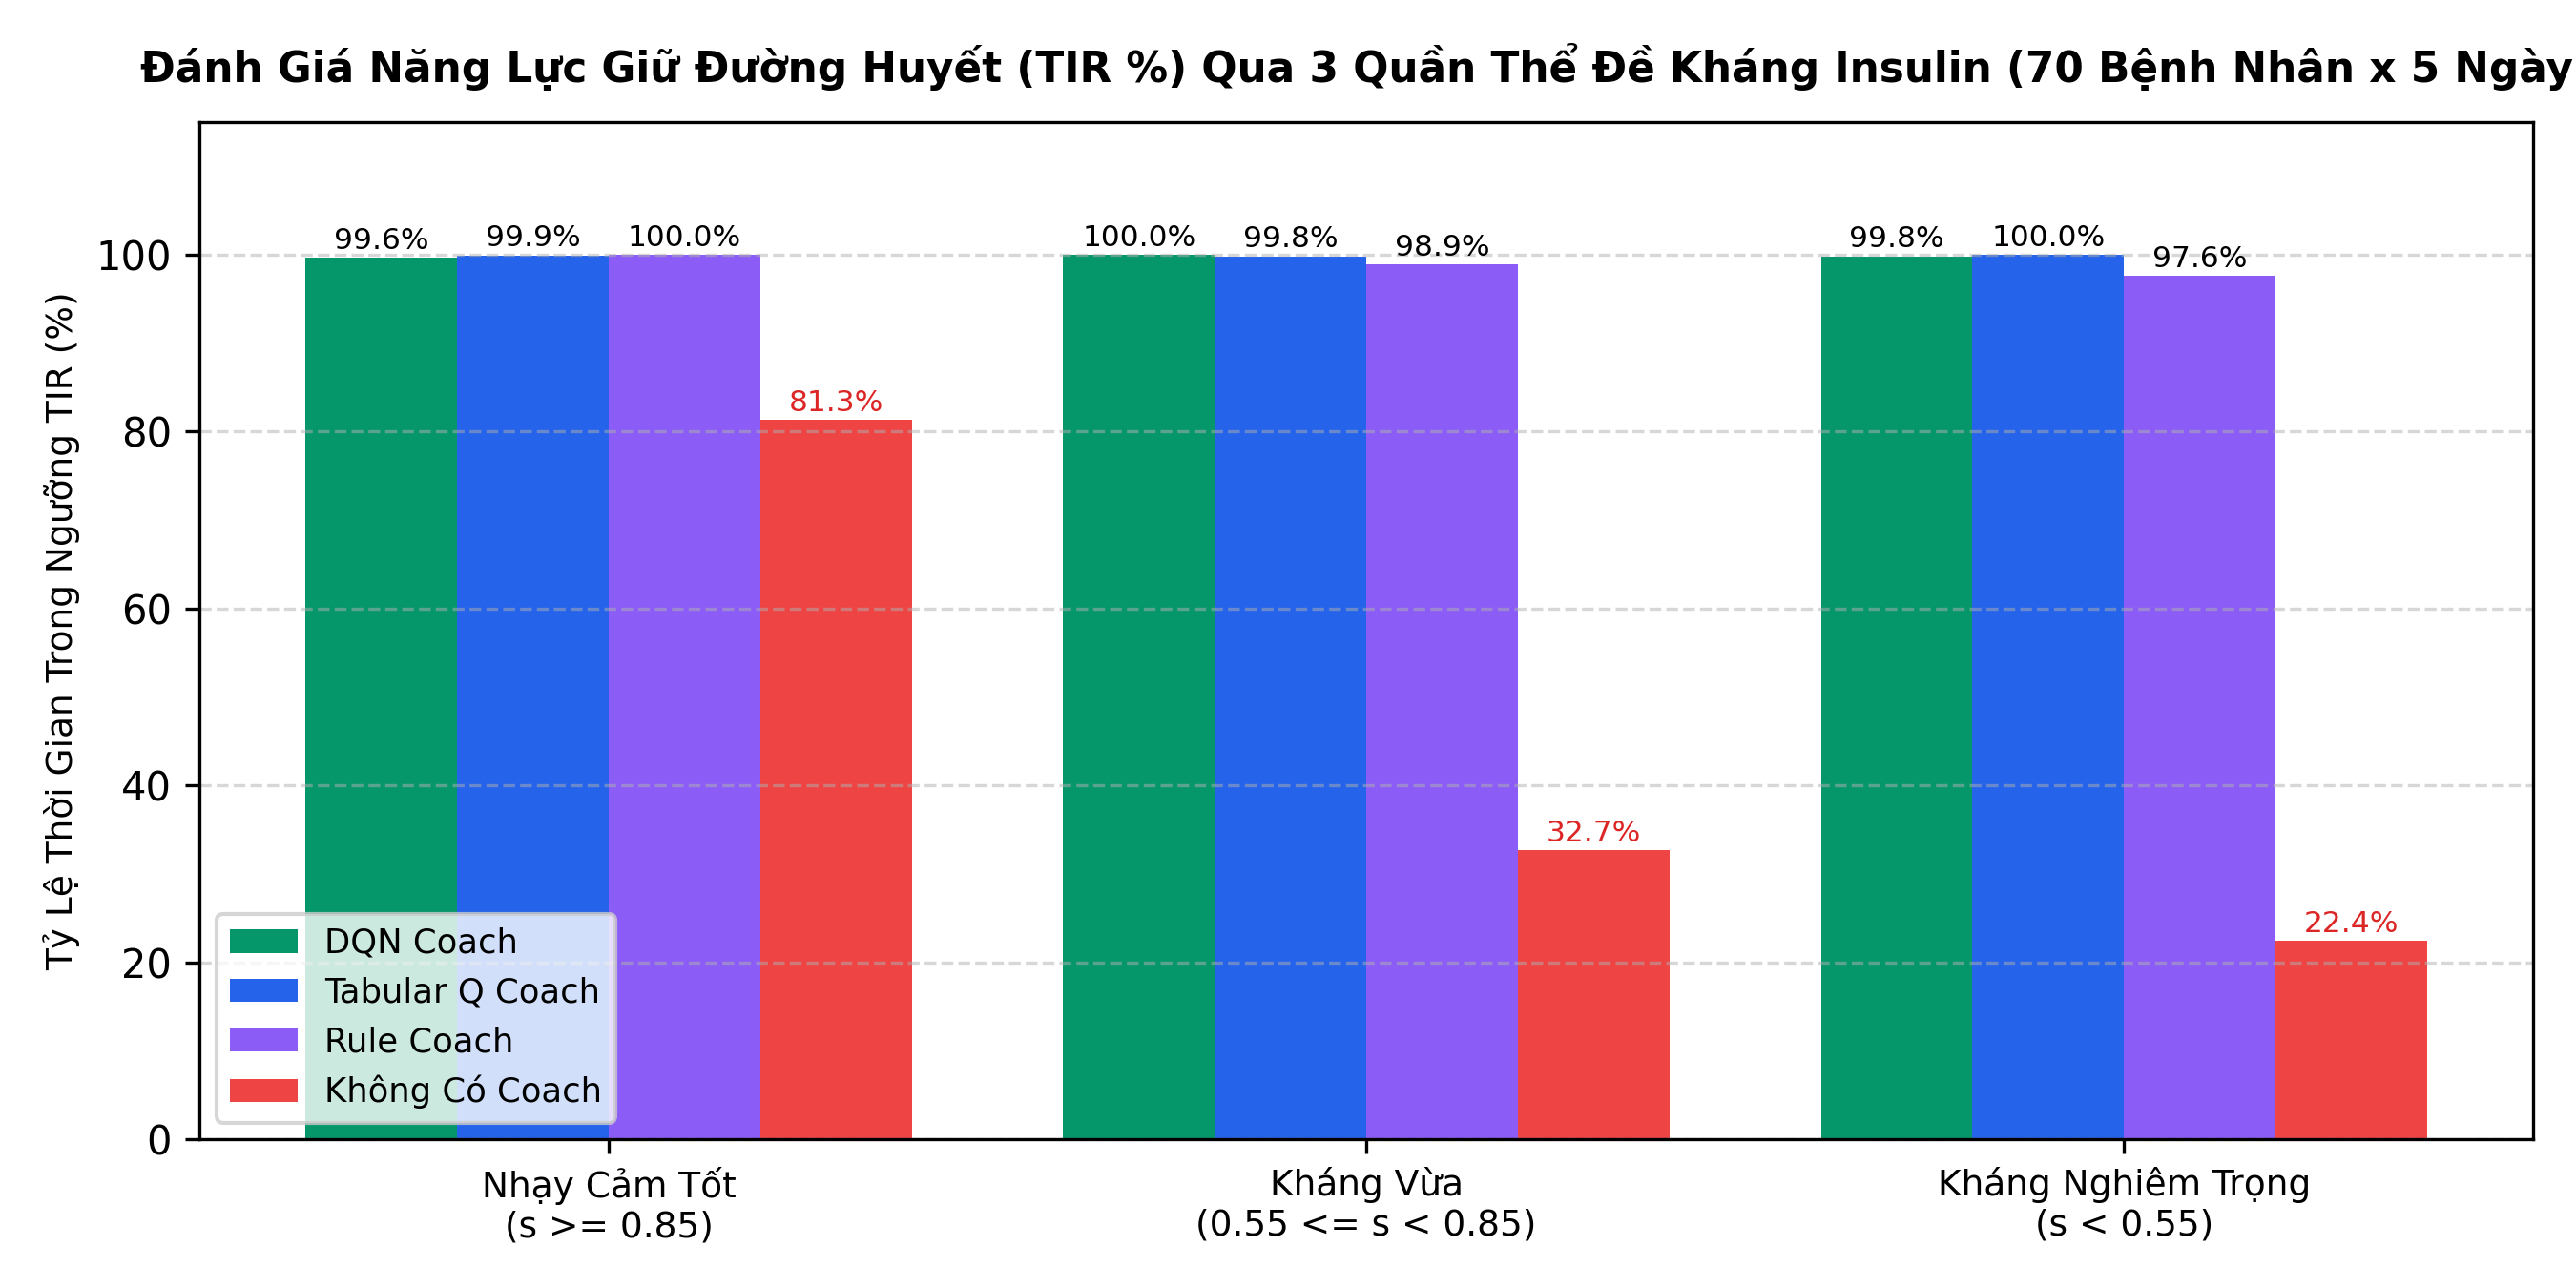 Đánh Giá Năng Lực Giữ Đường Huyết (TIR %) Qua 3 Quần Thể Đề Kháng Insulin (70 Bệnh Nhân x 5 Ngày
Tỷ Lệ Thời Gian Trong Ngưỡng TIR (%)
100
80
60
40
20
0
99.6%
99.9%
100.0%
81.3%
100.0%
99.8%
98.9%
32.7%
99.8%
100.0%
97.6%
22.4%
DQN Coach
Tabular Q Coach
Rule Coach
Không Có Coach
Nhạy Cảm Tốt
(s >= 0.85)
Kháng Vừa
(0.55 <= s < 0.85)
Kháng Nghiêm Trọng
(s < 0.55)